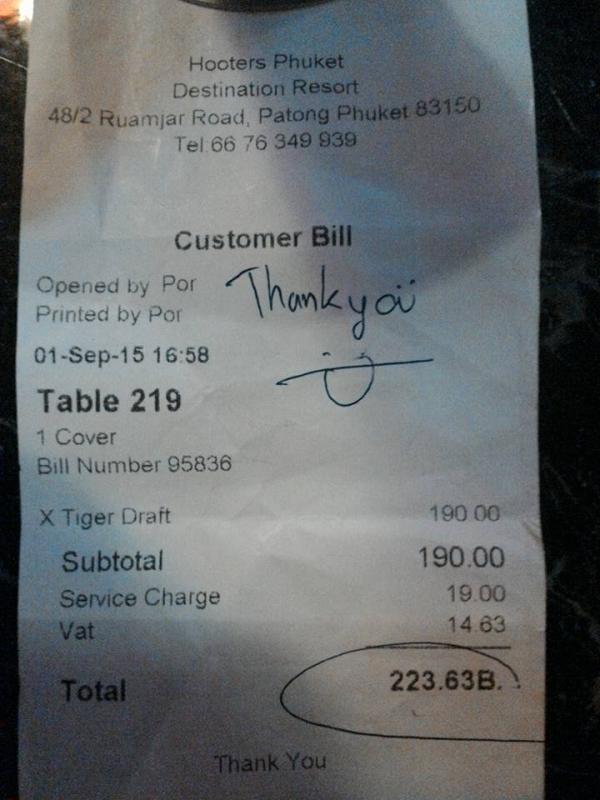 Hooters Phuket
Destination Resort
48/2 Ruamjar Road, Patong Phuket 83150
Tel:66 76 349 939
Customer Bill
Opened by Por
Printed by Por
Thank you
01-Sep-15 16:58
Table 219
1 Cover
Bill Number 95836
X Tiger Draft 190.00
Subtotal 190.00
Service Charge 19.00
Vat 14.63
Total 223.63B.
Thank You